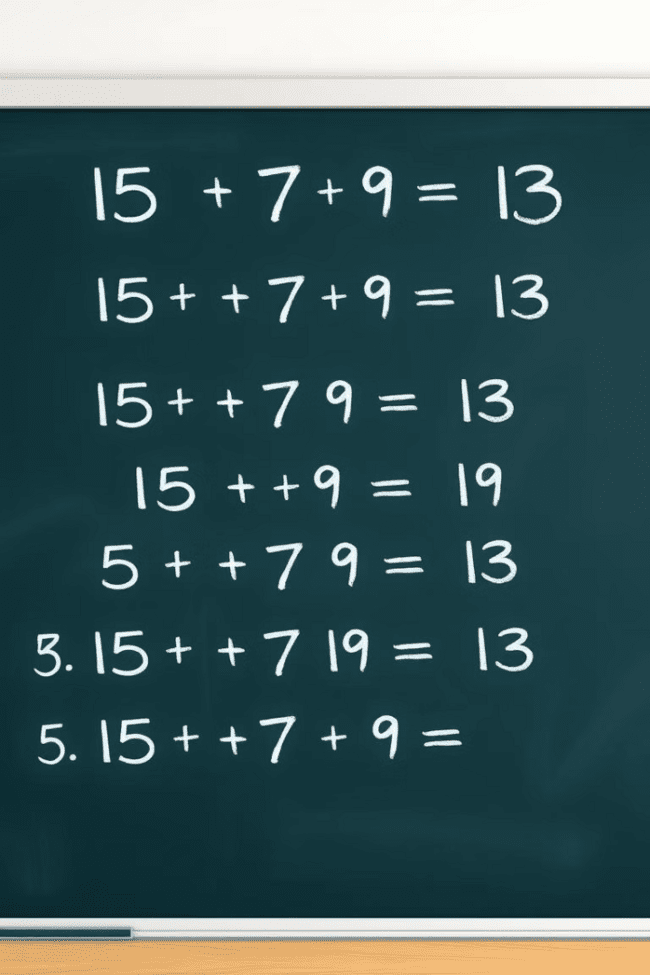 15 + 7 + 9 = 13
15 + + 7 + 9 = 13
15 + + 7 9 = 13
15 + + 9 = 19
5 + + 7 9 = 13
3. 15 + + 7 19 = 13
5. 15 + + 7 + 9 =